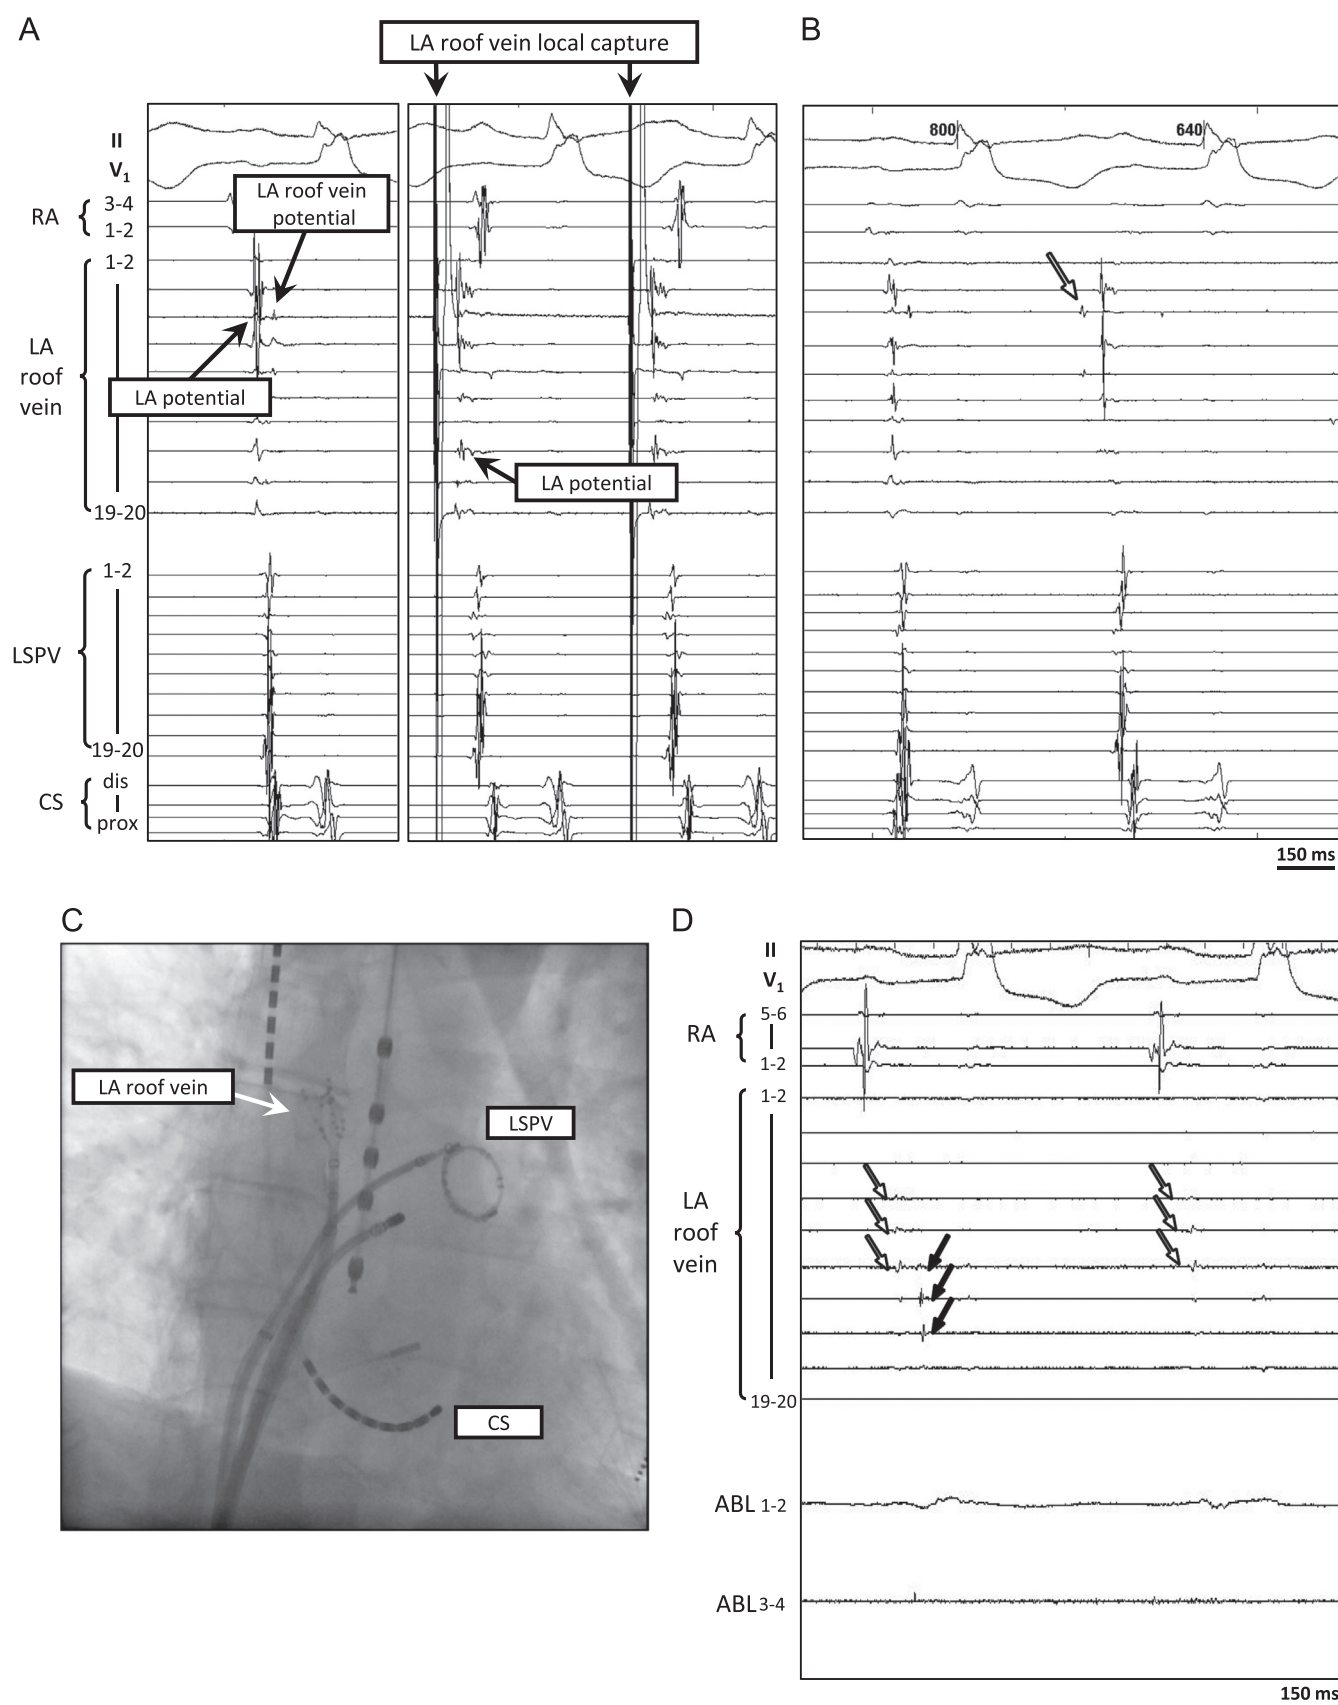 A
LA roof vein local capture
B
II
V1
RA
3-4
1-2
LA roof vein
potential
LA
roof
vein
1-2
19-20
LA potential
LA potential
800
640
LSPV
1-2
19-20
CS
dis
prox
150 ms
C
LA roof vein
LSPV
CS
D
II
V1
RA
5-6
1-2
LA
roof
vein
1-2
19-20
ABL 1-2
ABL 3-4
150 ms